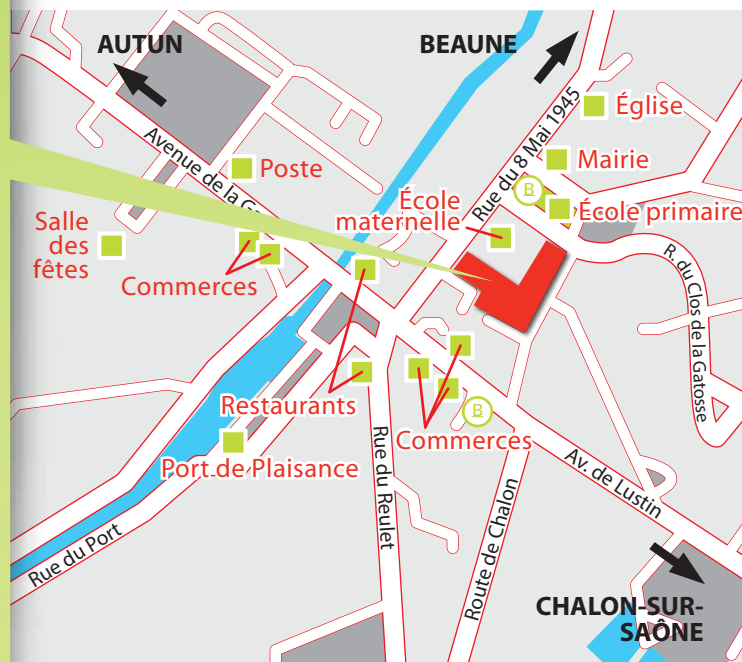 AUTUN
BEAUNE
Rue du 8 Mai 1945
Église
Avenue de la Ga
Poste
Mairie
B
École
maternelle
École primaire
Salle
des
fêtes
Commerces
R. du Clos de la Gatosse
Restaurants
Commerces
B
Port de Plaisance
Rue du Reulet
Av. de Lustin
Rue du Port
Route de Chalon
CHALON-SUR-
SAÔNE